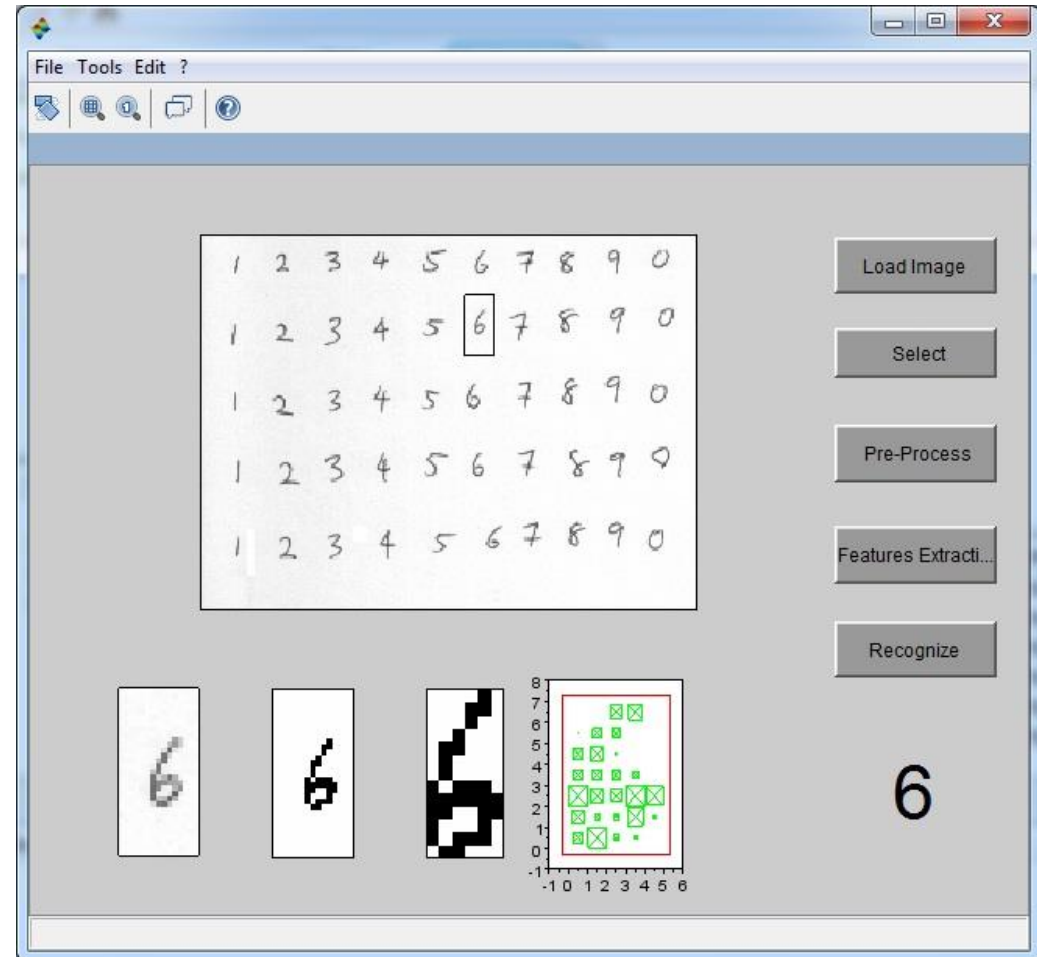 File Tools Edit ?
1 2 3 4 5 6 7 8 9 0
1 2 3 4 5 6 7 8 9 0
1 2 3 4 5 6 7 8 9 0
1 2 3 4 5 6 7 8 9 0
1 2 3 4 5 6 7 8 9 0
Load Image
Select
Pre-Process
Features Extracti...
Recognize
6
6
6
8
7
6
5
4
3
2
1
0
-1
-1 0 1 2 3 4 5 6
6